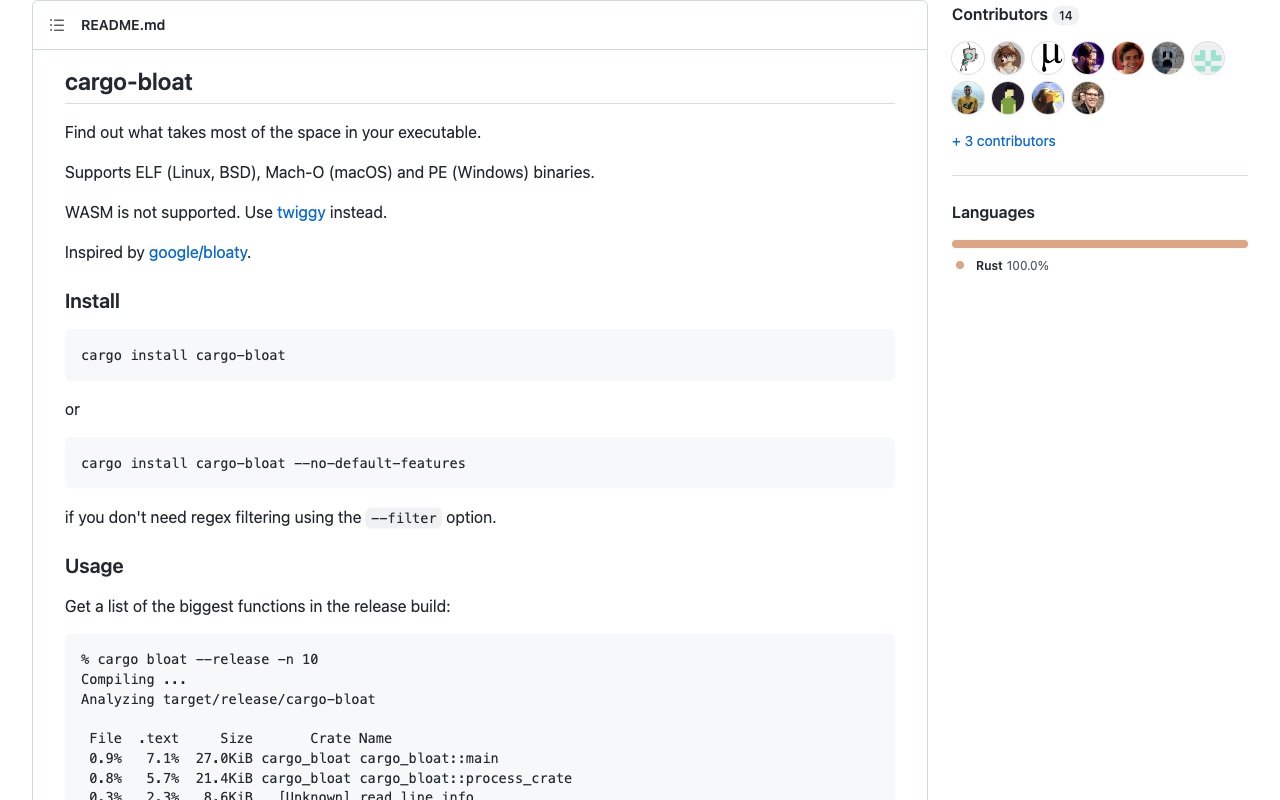 README.md
cargo-bloat
Find out what takes most of the space in your executable.
Supports ELF (Linux, BSD), Mach-O (macOS) and PE (Windows) binaries.
WASM is not supported. Use twiggy instead.
Inspired by google/bloaty.
Install
cargo install cargo-bloat
or
cargo install cargo-bloat --no-default-features
if you don't need regex filtering using the --filter option.
Usage
Get a list of the biggest functions in the release build:
% cargo bloat --release -n 10
Compiling ...
Analyzing target/release/cargo-bloat
File .text Size Crate Name
0.9% 7.1% 27.0KiB cargo_bloat cargo_bloat::main
0.8% 5.7% 21.4KiB cargo_bloat cargo_bloat::process_crate
0.3% 2.3% 8.6KiB [Unknown] read_line_info
Contributors 14
μ
+ 3 contributors
Languages
Rust 100.0%